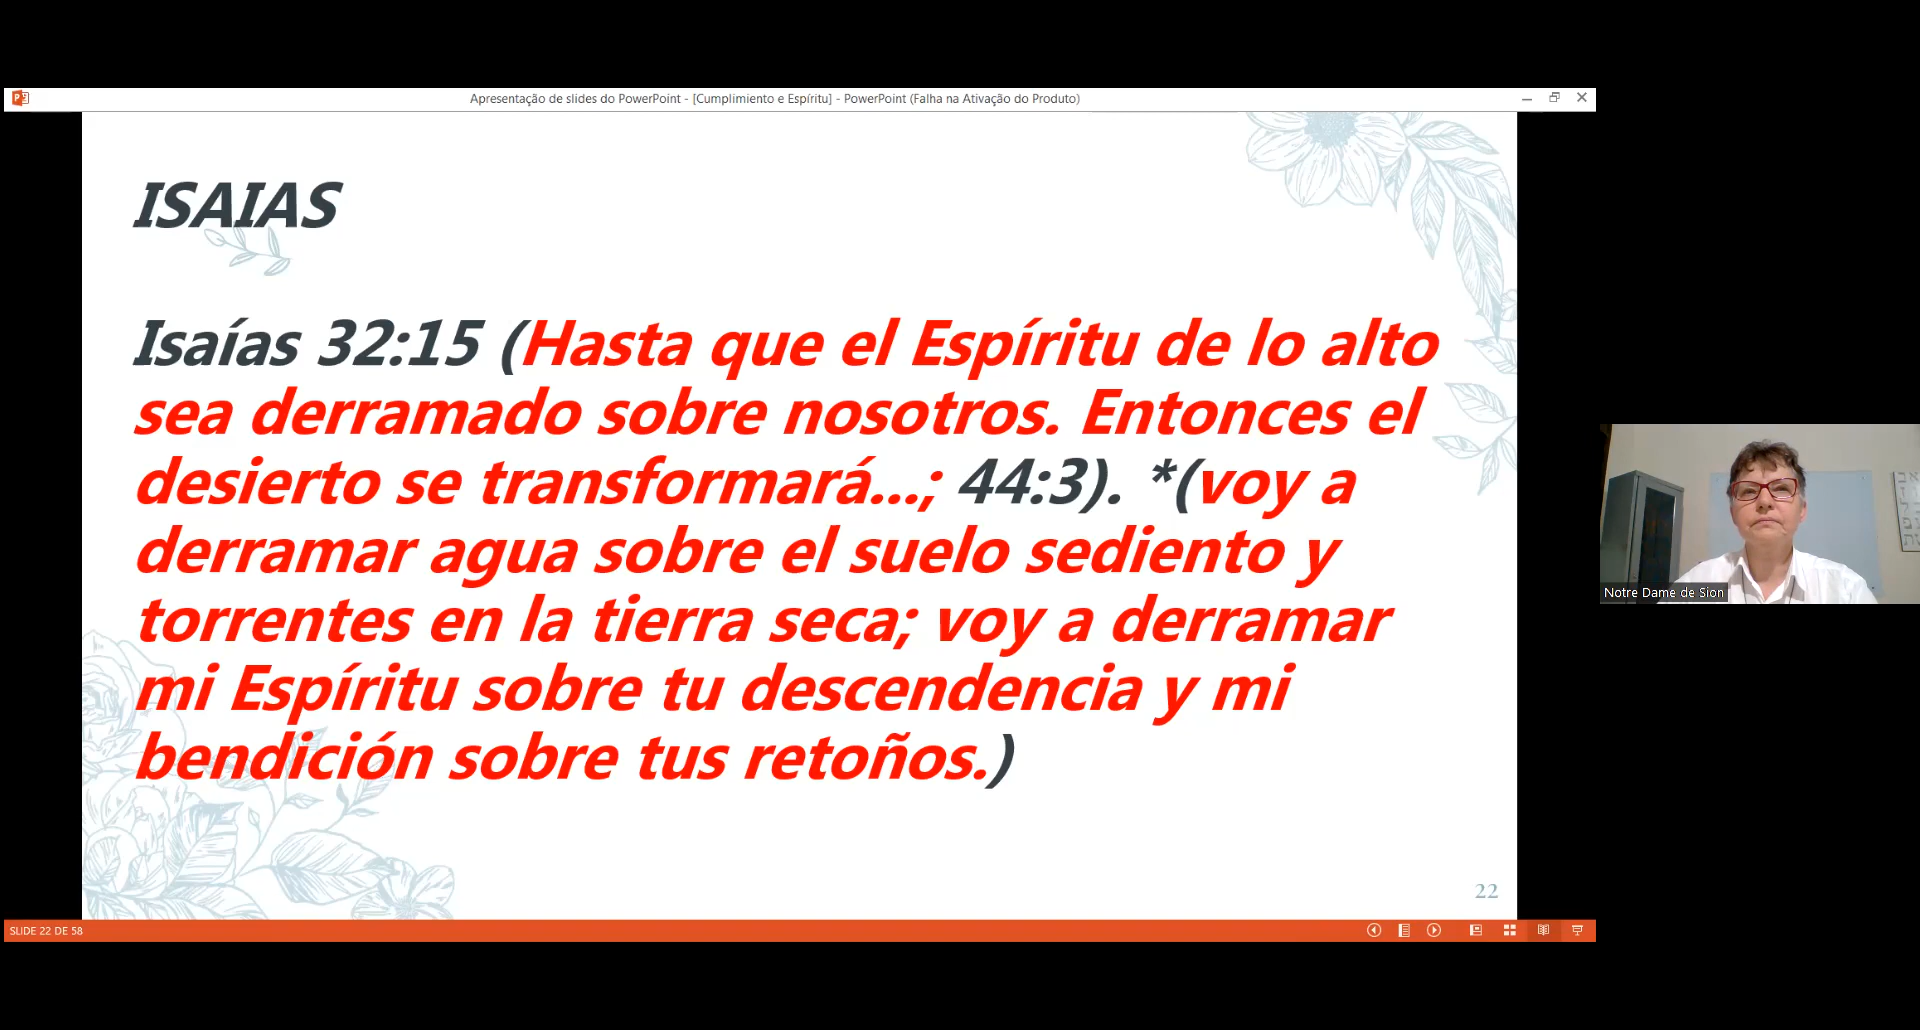 Apresentação de slides do PowerPoint - [Cumplimiento e Espíritu] - PowerPoint (Falha na Ativação do Produto)
ISAIAS
Isaías 32:15 (Hasta que el Espíritu de lo alto
sea derramado sobre nosotros. Entonces el
desierto se transformará...; 44:3). *(voy a
derramar agua sobre el suelo sediento y
torrentes en la tierra seca; voy a derramar
mi Espíritu sobre tu descendencia y mi
bendición sobre tus retoños.)
22
SLIDE 22 DE 58
Notre Dame de Sion